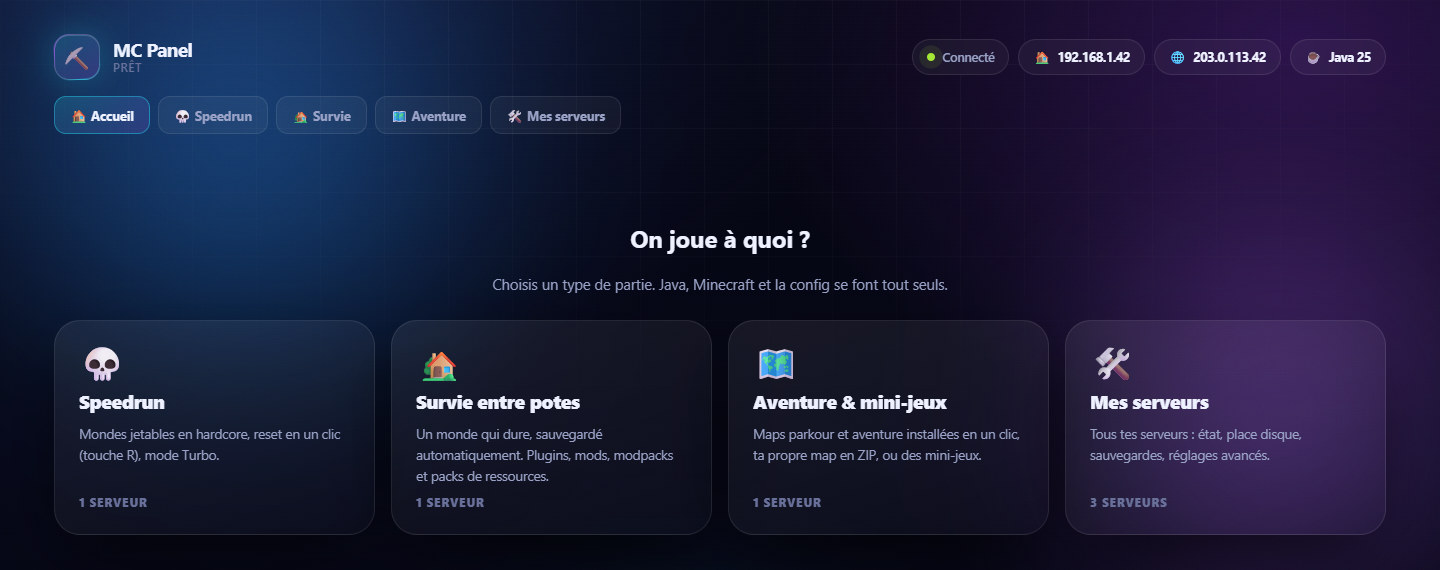 MC Panel
PRÊT
Connecté
192.168.1.42
203.0.113.42
Java 25
Accueil
Speedrun
Survie
Aventure
Mes serveurs
On joue à quoi ?
Choisis un type de partie. Java, Minecraft et la config se font tout seuls.
Speedrun
Mondes jetables en hardcore, reset en un clic
(touche R), mode Turbo.
1 SERVEUR
Survie entre potes
Un monde qui dure, sauvegardé
automatiquement. Plugins, mods, modpacks
et packs de ressources.
1 SERVEUR
Aventure & mini-jeux
Maps parkour et aventure installées en un clic,
ta propre map en ZIP, ou des mini-jeux.
1 SERVEUR
Mes serveurs
Tous tes serveurs : état, place disque,
sauvegardes, réglages avancés.
3 SERVEURS